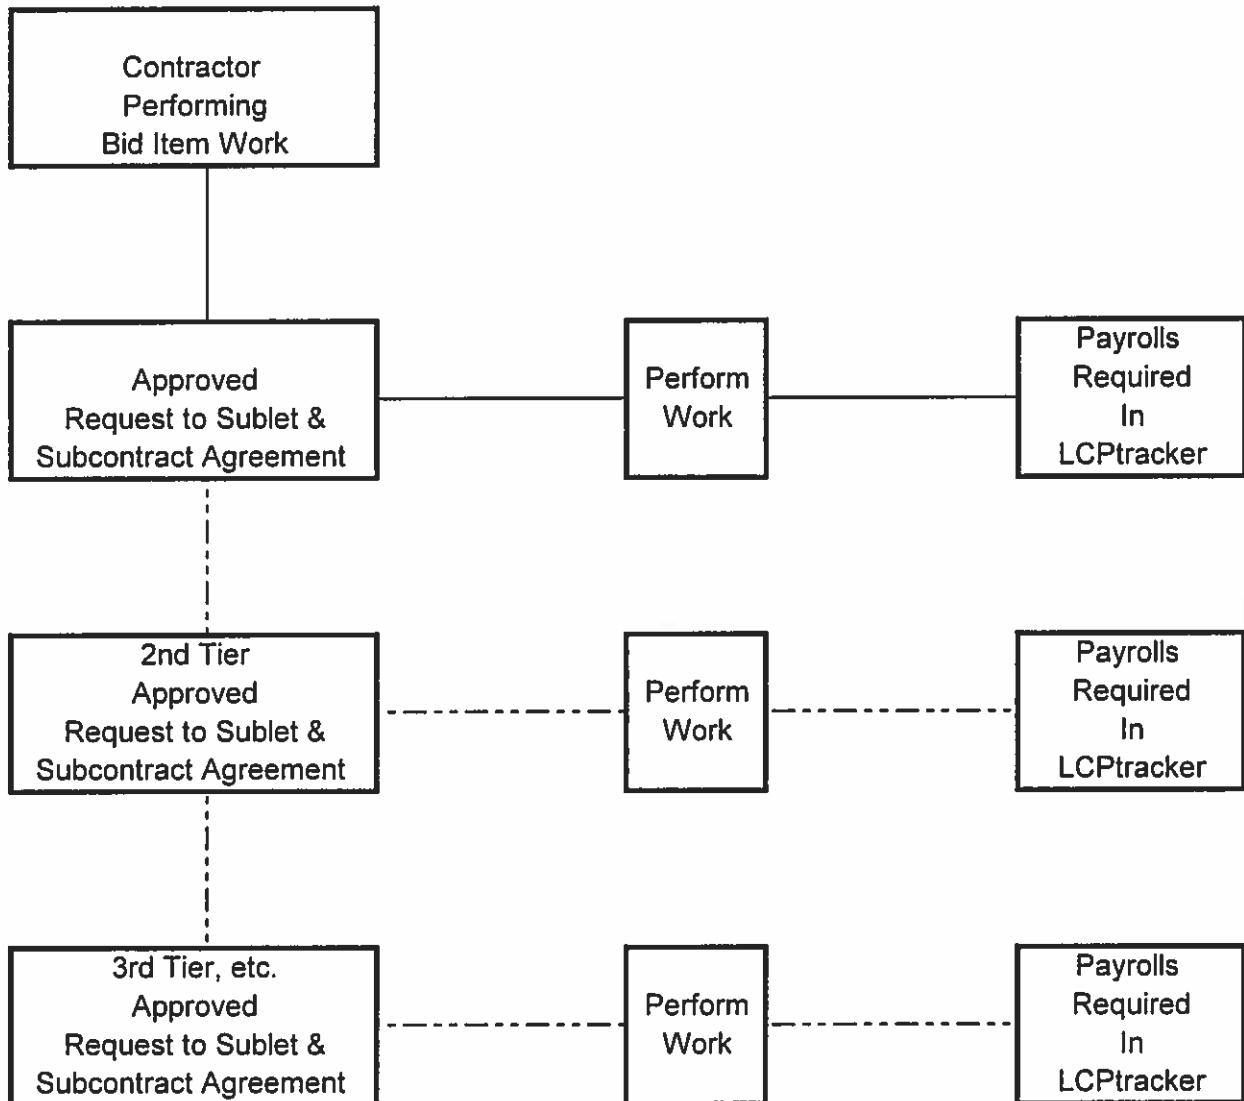 Contractor
Performing
Bid Item Work
Approved
Request to Sublet &
Subcontract Agreement
Perform
Work
Payrolls
Required
In
LCPtracker
2nd Tier
Approved
Request to Sublet &
Subcontract Agreement
Perform
Work
Payrolls
Required
In
LCPtracker
3rd Tier, etc.
Approved
Request to Sublet &
Subcontract Agreement
Perform
Work
Payrolls
Required
In
LCPtracker